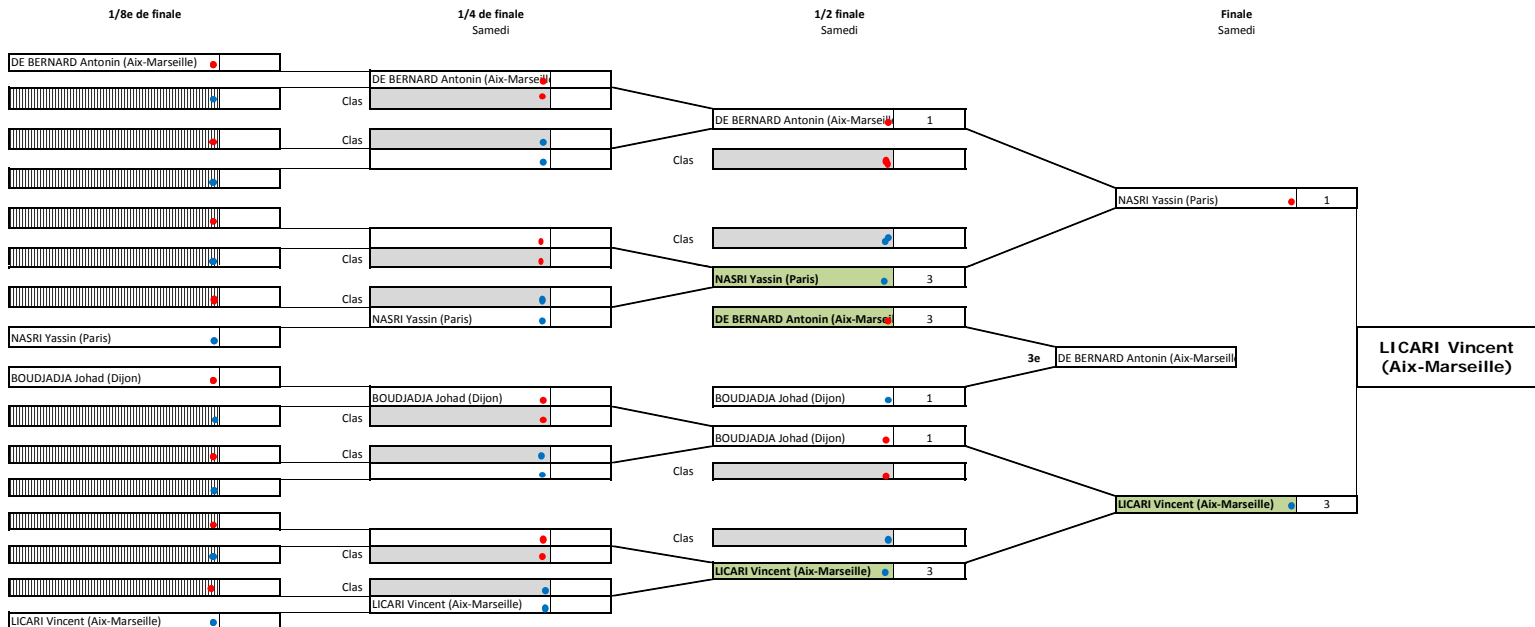 1/8e de finale
1/4 de finale
Samedi
1/2 finale
Samedi
Finale
Samedi
DE BERNARD Antonin (Aix-Marseille)
NASRI Yassin (Paris)
BOUDJADJA Johad (Dijon)
LICARI Vincent (Aix-Marseille)
DE BERNARD Antonin (Aix-Marseille
Clas
Clas
Clas
Clas
NASRI Yassin (Paris)
BOUDJADJA Johad (Dijon)
Clas
Clas
Clas
Clas
LICARI Vincent (Aix-Marseille)
DE BERNARD Antonin (Aix-Marseill 1
Clas
Clas
NASRI Yassin (Paris) 3
DE BERNARD Antonin (Aix-Marsei 3
BOUDJADJA Johad (Dijon) 1
BOUDJADJA Johad (Dijon) 1
Clas
Clas
LICARI Vincent (Aix-Marseille) 3
NASRI Yassin (Paris) 1
3e DE BERNARD Antonin (Aix-Marseill
LICARI Vincent (Aix-Marseille) 3
LICARI Vincent
(Aix-Marseille)